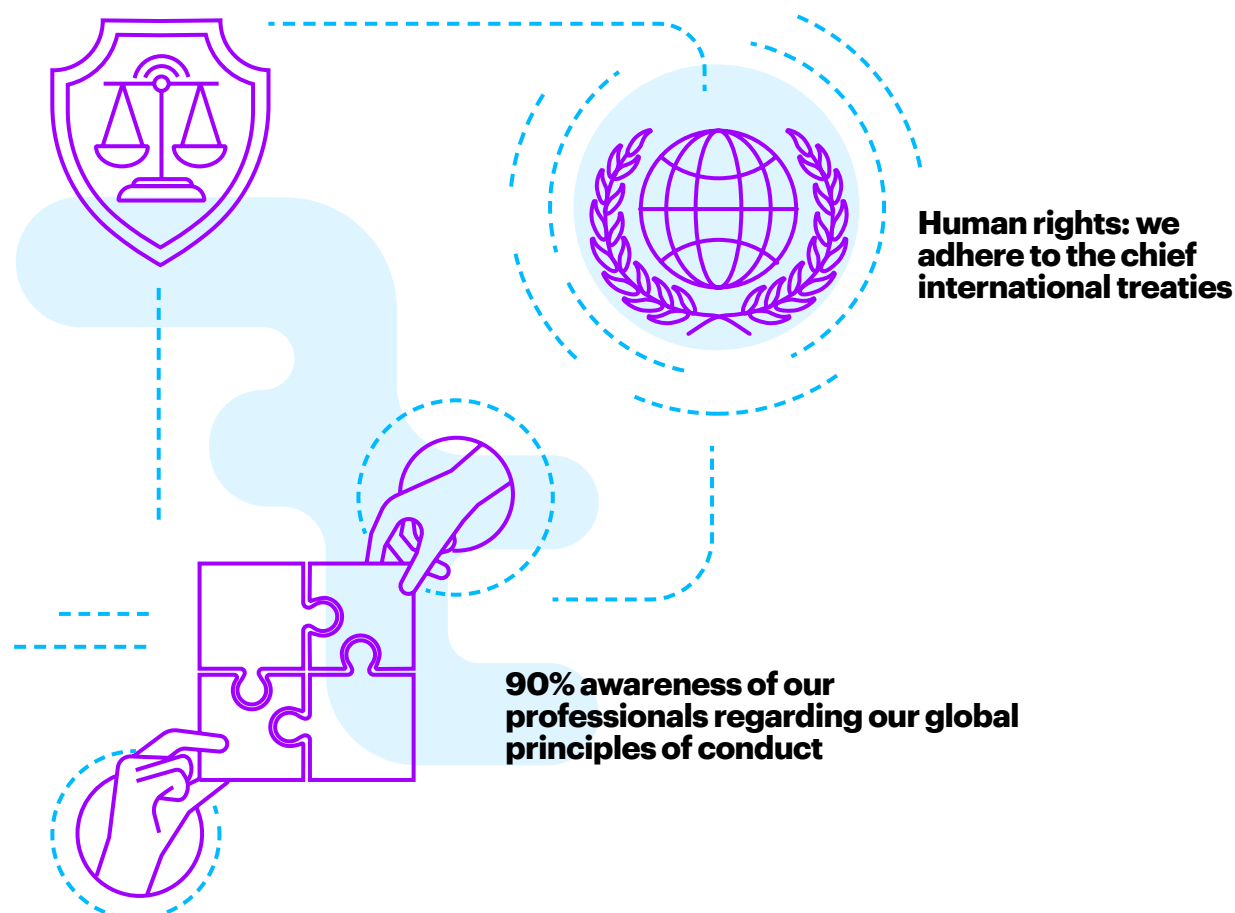 Human rights: we
adhere to the chief
international treaties
90% awareness of our
professionals regarding our global
principles of conduct